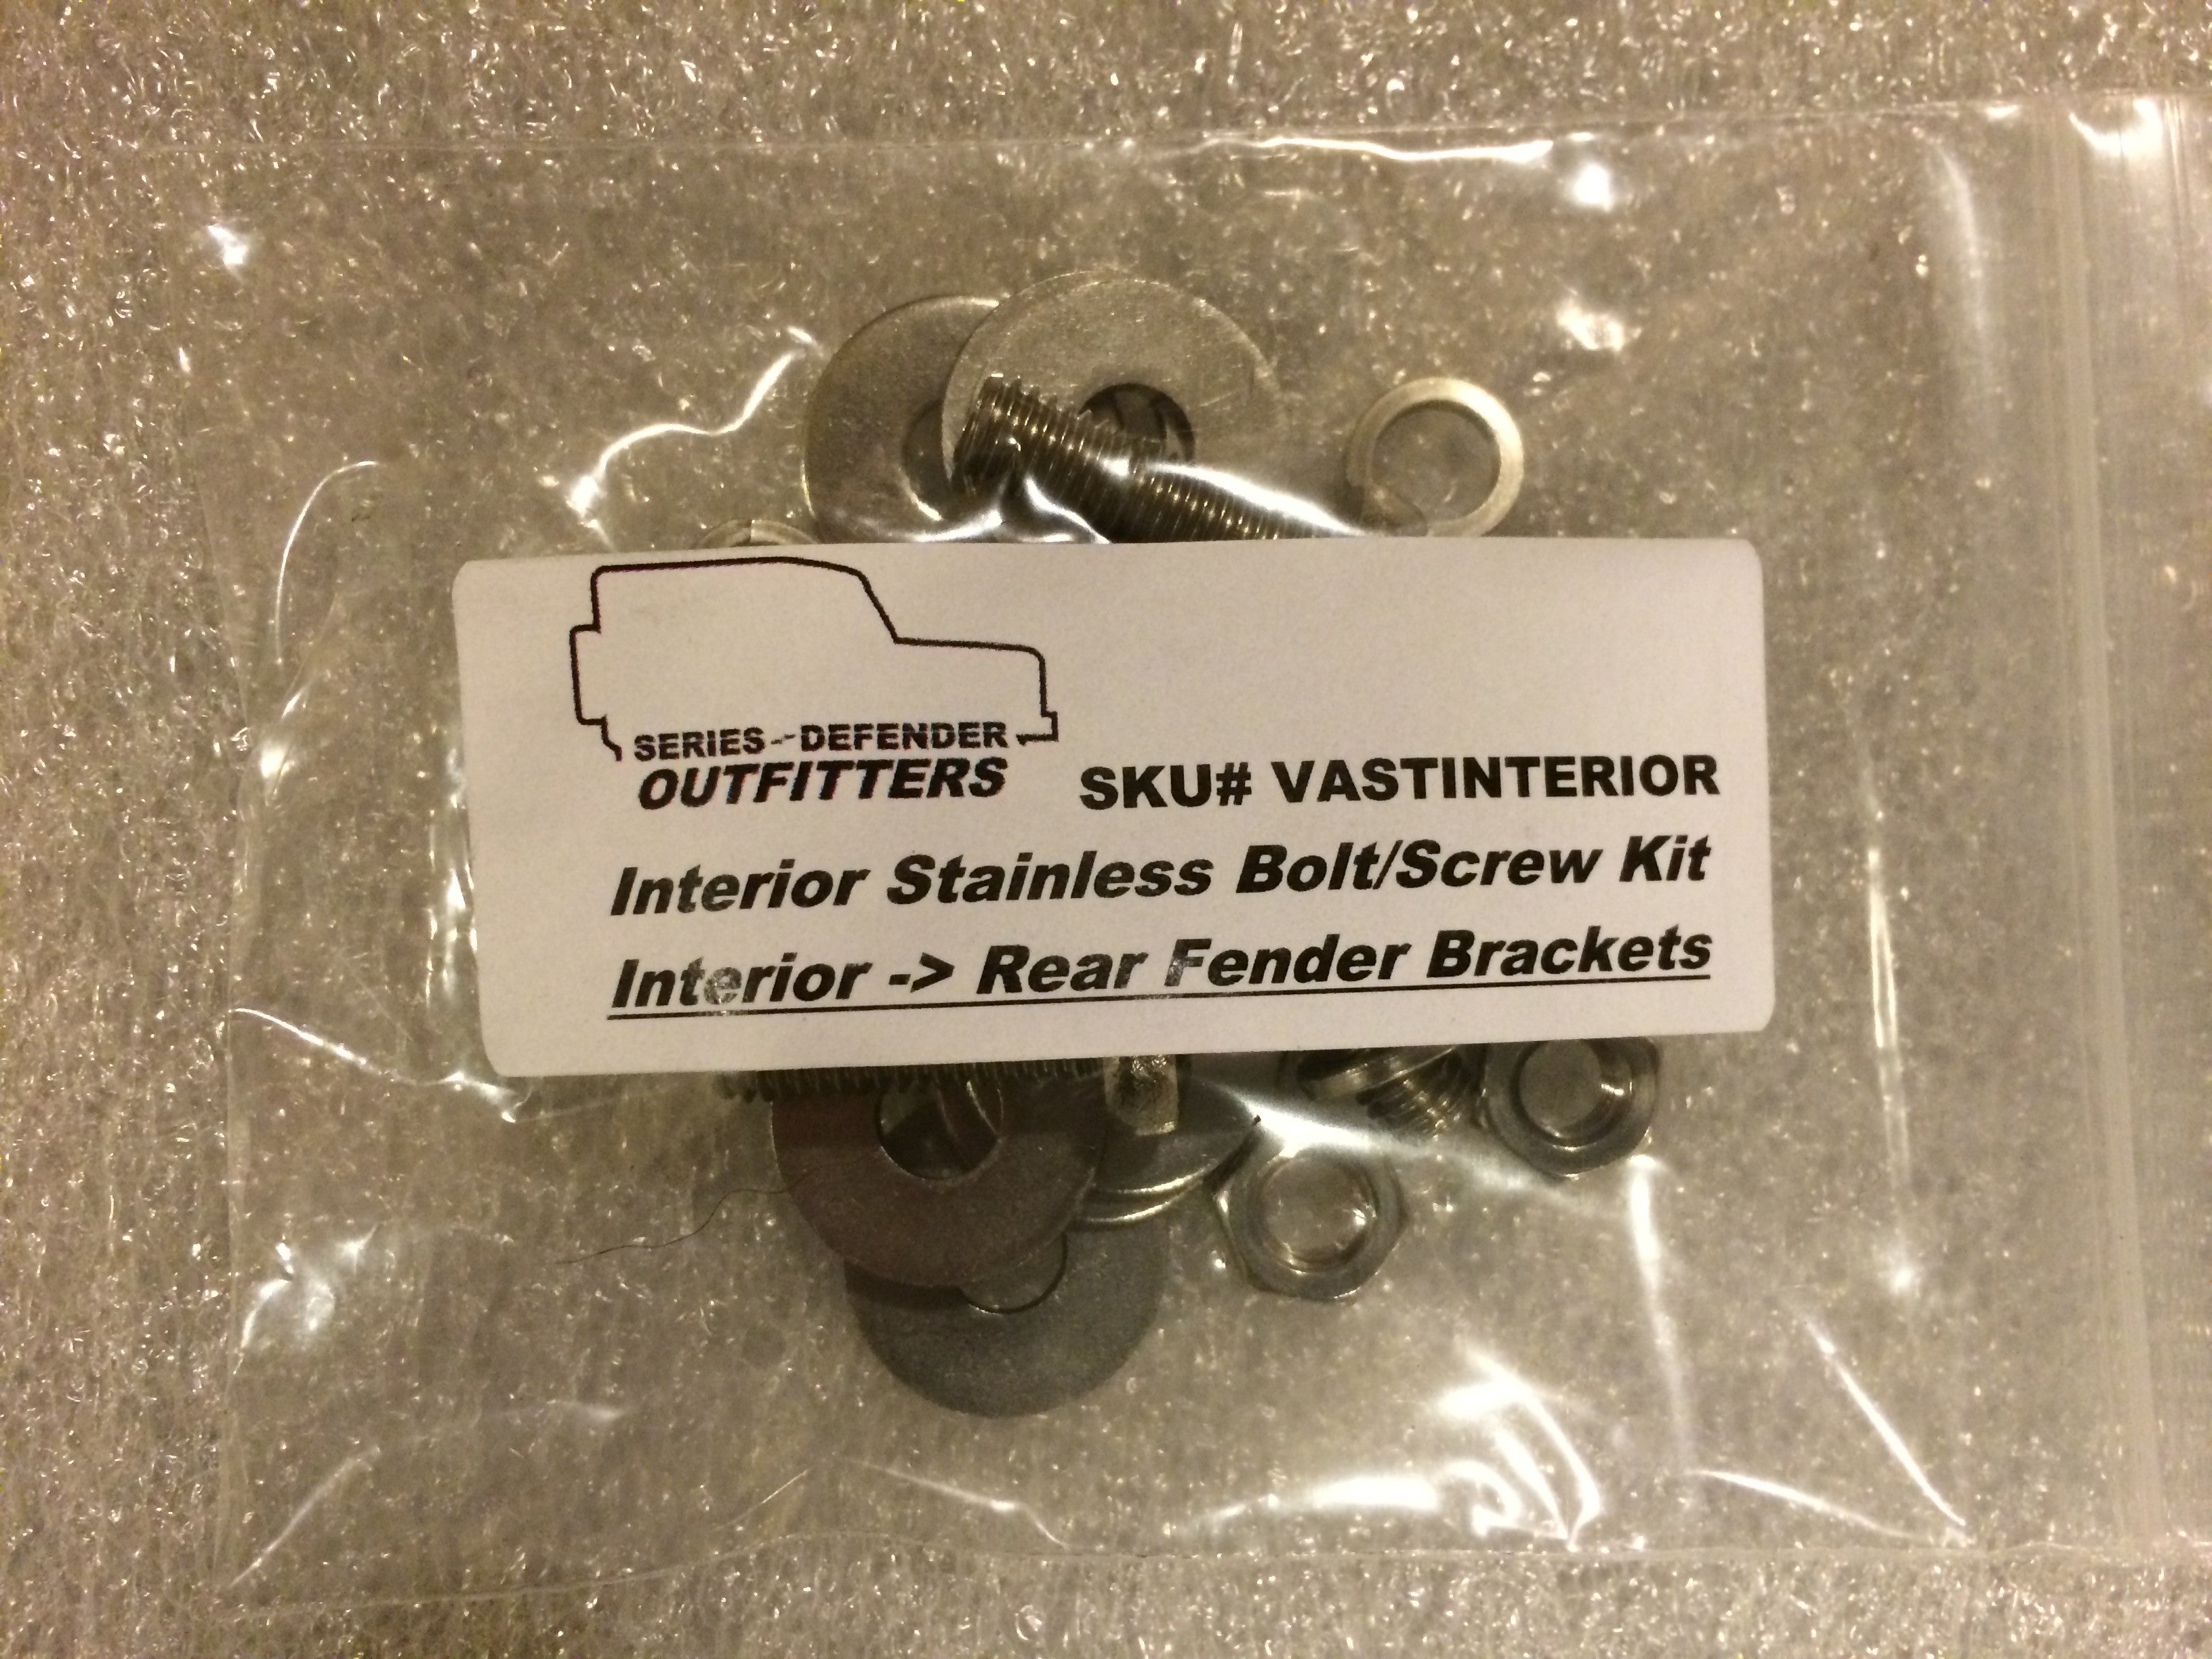 SERIES--DEFENDER
OUTFITTERS
SKU# VASTINTERIOR
Interior Stainless Bolt/Screw Kit
Interior -> Rear Fender Brackets